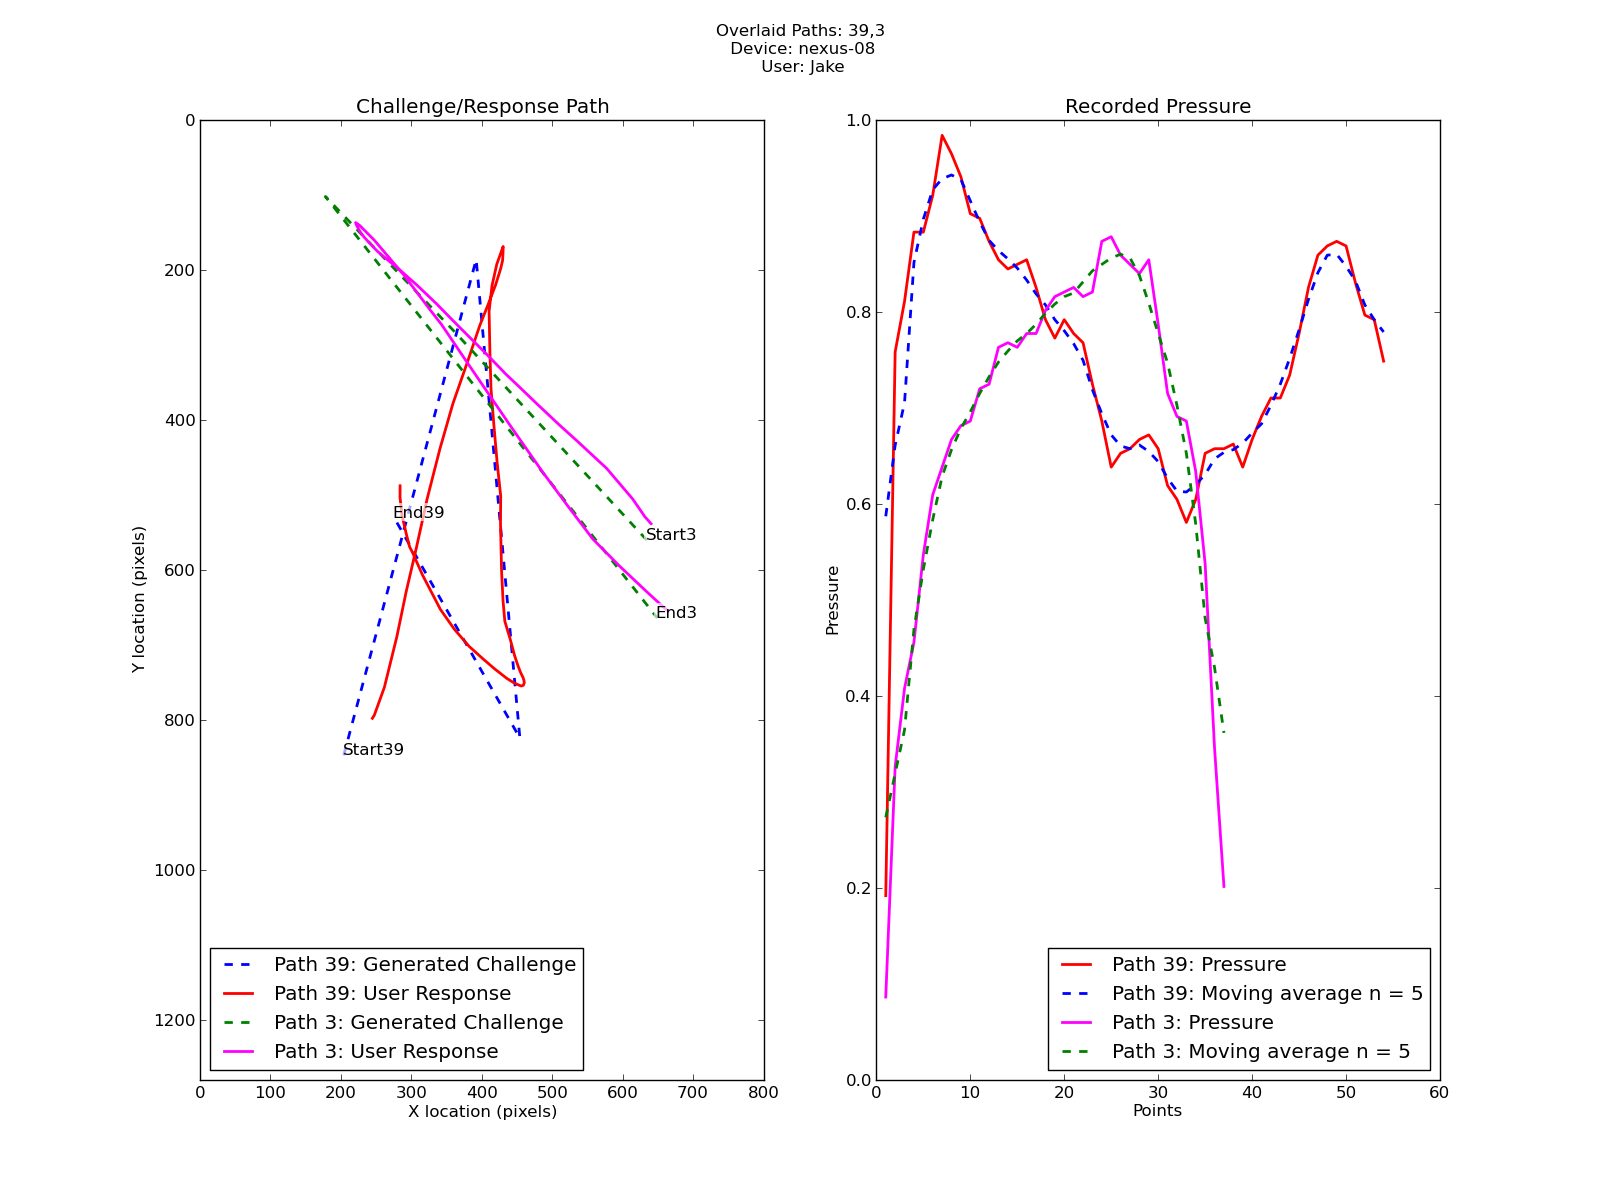 Overlaid Paths: 39,3
Device: nexus-08
User: Jake
Challenge/Response Path
0
200
400
600
800
1000
1200
Y location (pixels)
End39
Start3
End3
Start39
Path 39: Generated Challenge
Path 39: User Response
Path 3: Generated Challenge
Path 3: User Response
0 100 200 300 400 500 600 700 800
X location (pixels)
Recorded Pressure
1.0
0.8
0.6
0.4
0.2
0.0
Pressure
Path 39: Pressure
Path 39: Moving average n = 5
Path 3: Pressure
Path 3: Moving average n = 5
0 10 20 30 40 50 60
Points